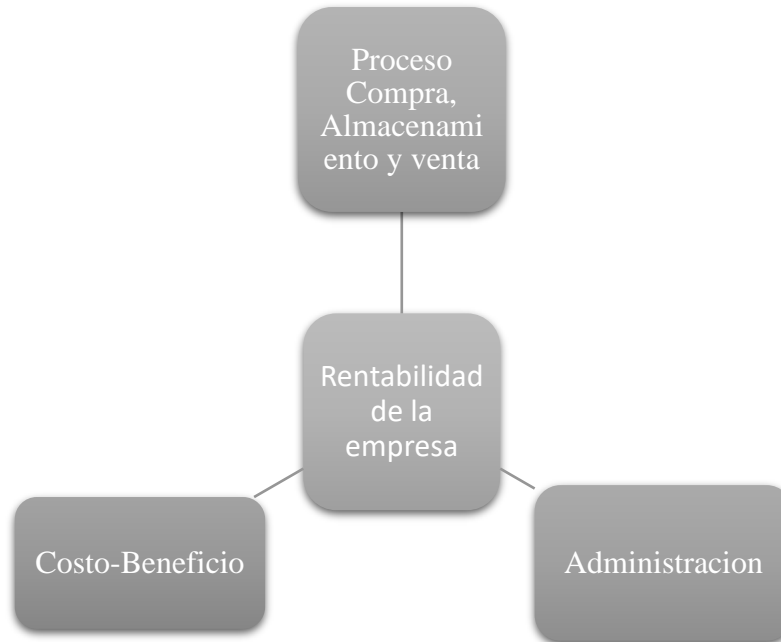 Proceso
Compra,
Almacenami
ento y venta
Rentabilidad
de la
empresa
Costo-Beneficio
Administracion